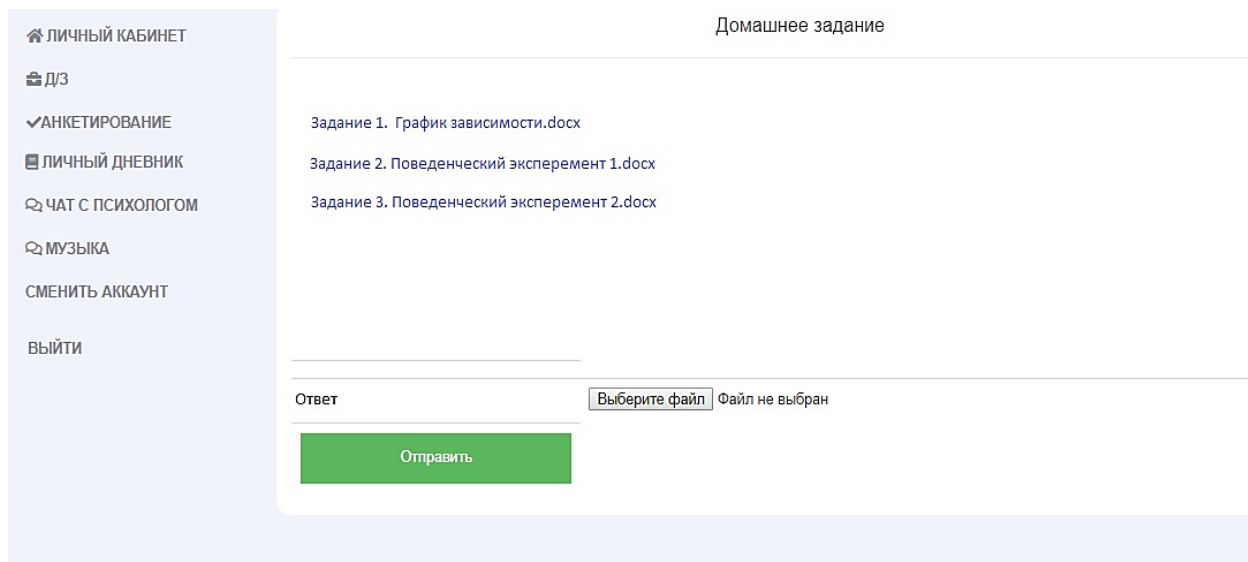 ЛИЧНЫЙ КАБИНЕТ
Д/З
АНКЕТИРОВАНИЕ
ЛИЧНЫЙ ДНЕВНИК
ЧАТ С ПСИХОЛОГОМ
МУЗЫКА
СМЕНИТЬ АККАУНТ
ВЫЙТИ
Домашнее задание
Задание 1. График зависимости.docx
Задание 2. Поведенческий эксперемент 1.docx
Задание 3. Поведенческий эксперемент 2.docx
Ответ Выберите файл Файл не выбран
Отправить